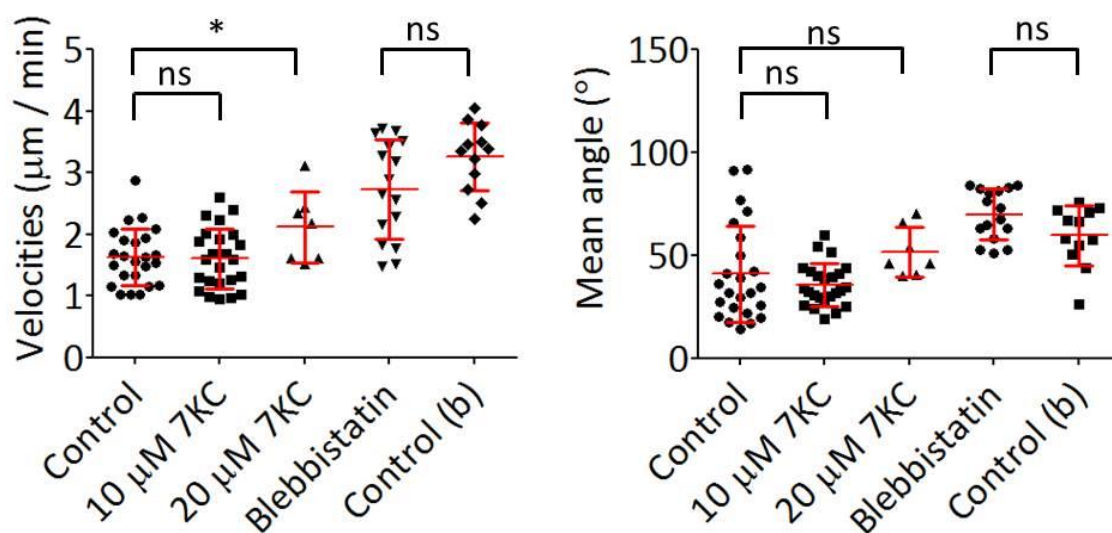 *
ns
ns
5
4
3
2
1
0
Velocities (μm / min)
Control
10 μM 7KC
20 μM 7KC
Blebbistatin
Control (b)
ns
ns
ns
150
100
50
0
Mean angle (°)
Control
10 μM 7KC
20 μM 7KC
Blebbistatin
Control (b)